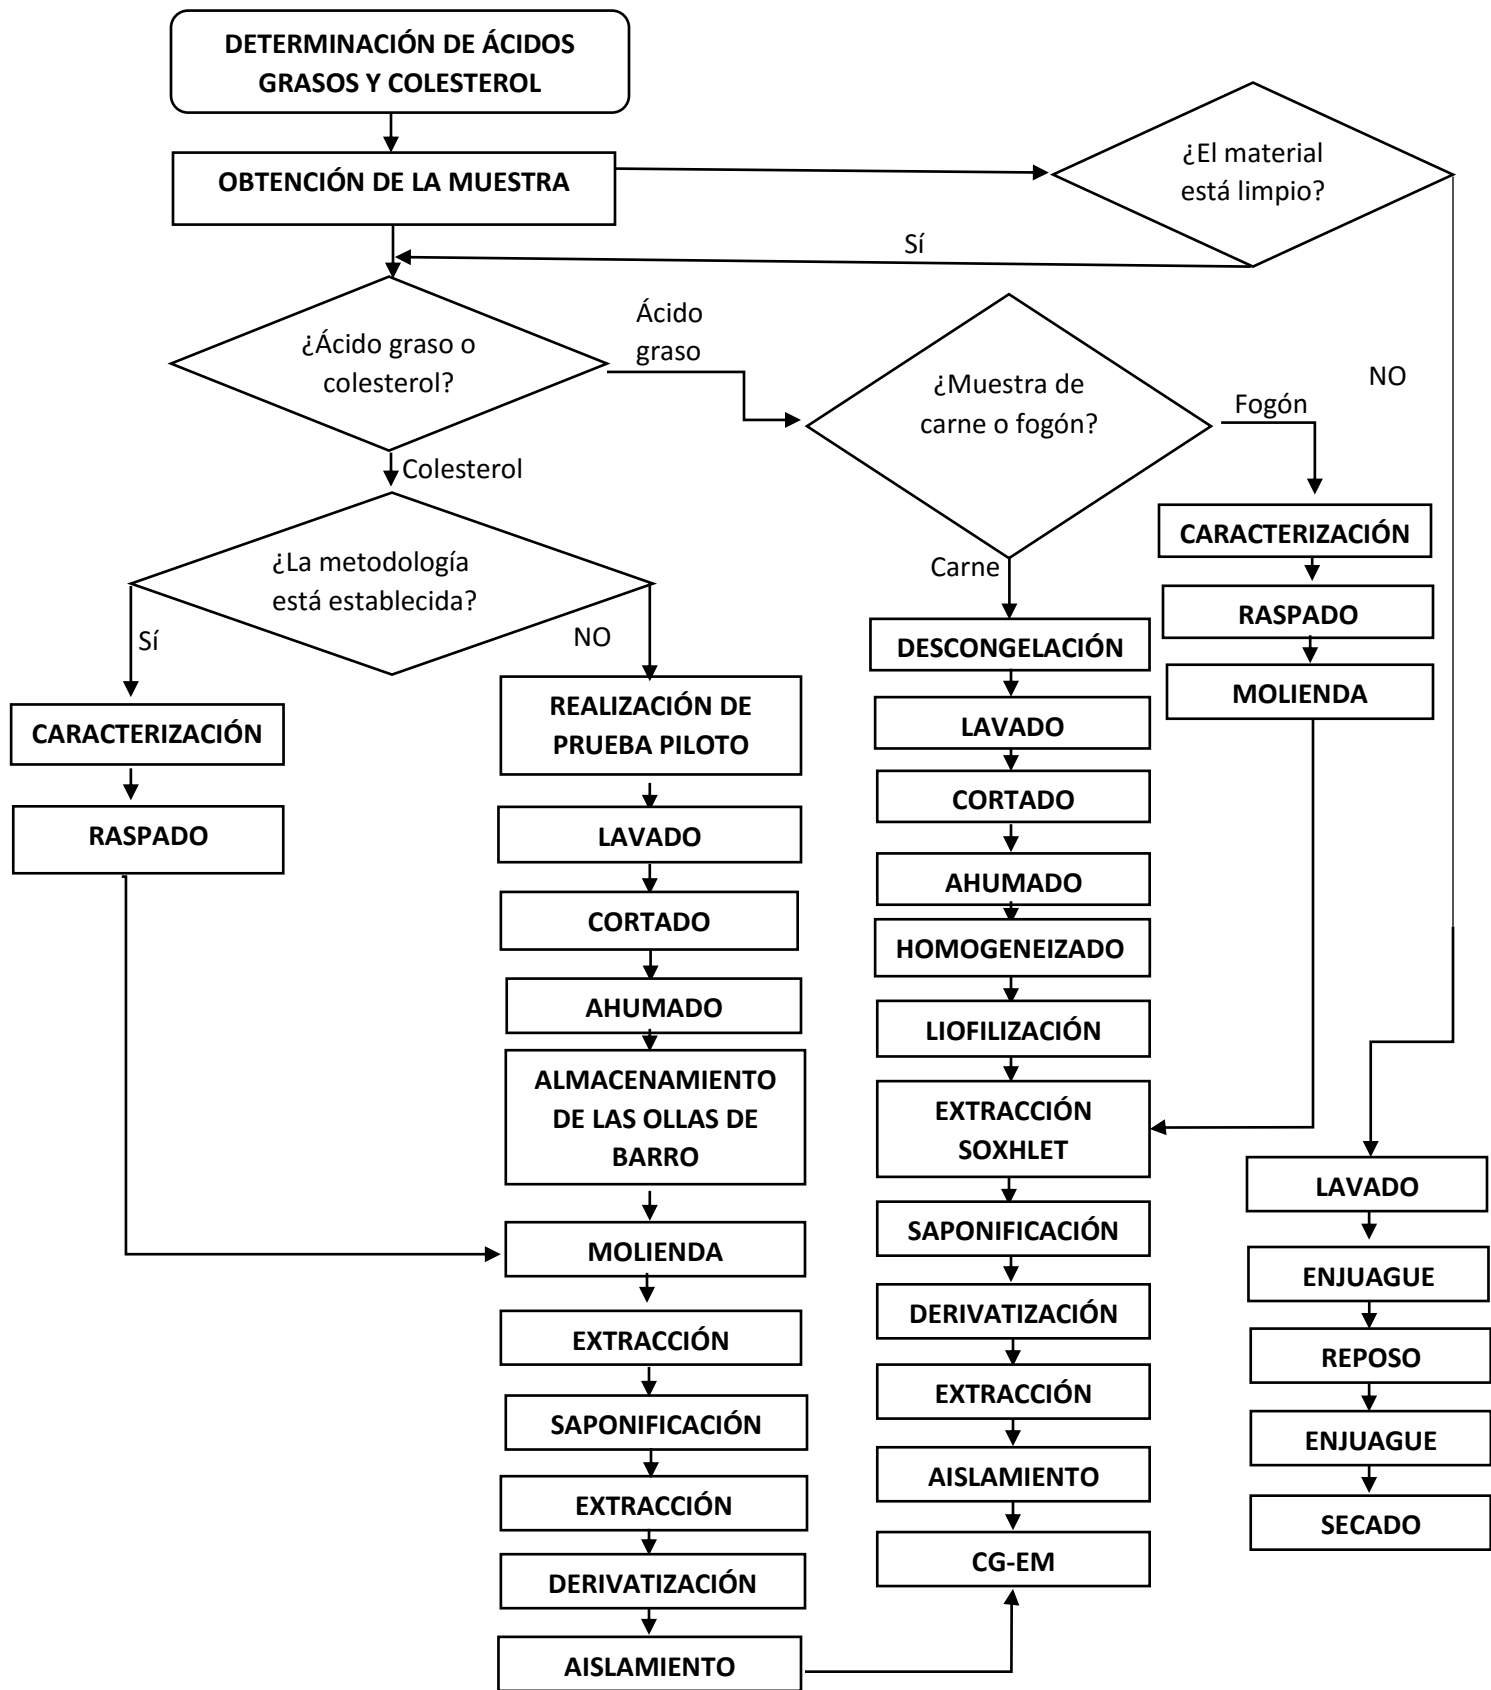 DETERMINACIÓN DE ÁCIDOS
GRASOS Y COLESTEROL
OBTENCIÓN DE LA MUESTRA
¿El material
está limpio?
Sí
NO
¿Ácido graso o
colesterol?
Ácido
graso
Colesterol
¿Muestra de
carne o fogón?
Fogón
Carne
¿La metodología
está establecida?
Sí
NO
CARACTERIZACIÓN
RASPADO
REALIZACIÓN DE
PRUEBA PILOTO
LAVADO
CORTADO
AHUMADO
ALMACENAMIENTO
DE LAS OLLAS DE
BARRO
MOLIENDA
EXTRACCIÓN
SAPONIFICACIÓN
EXTRACCIÓN
DERIVATIZACIÓN
AISLAMIENTO
DESCONGELACIÓN
LAVADO
CORTADO
AHUMADO
HOMOGENEIZADO
LIOFILIZACIÓN
EXTRACCIÓN
SOXHLET
SAPONIFICACIÓN
DERIVATIZACIÓN
EXTRACCIÓN
AISLAMIENTO
CG-EM
CARACTERIZACIÓN
RASPADO
MOLIENDA
LAVADO
ENJUAGUE
REPOSO
ENJUAGUE
SECADO